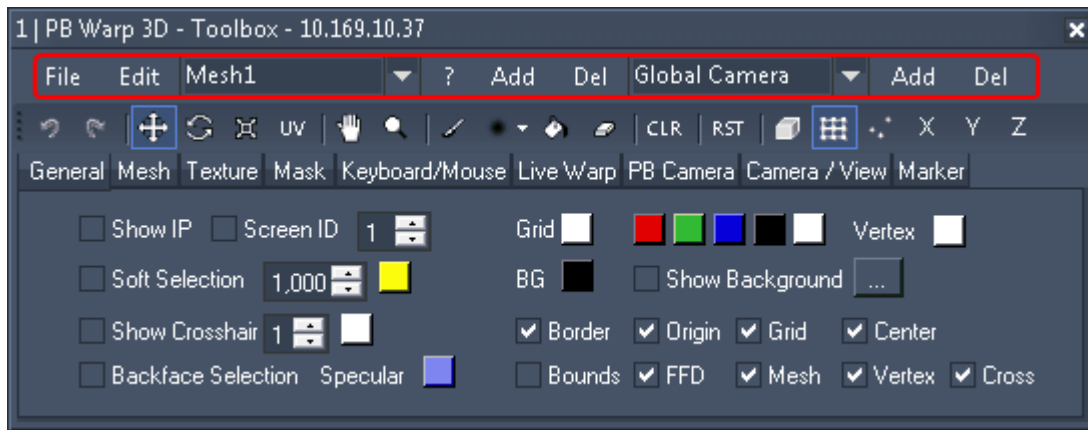 1 | PB Warp 3D - Toolbox - 10.169.10.37
File Edit Mesh1 ? Add Del Global Camera Add Del
UV CLR RST X Y Z
General Mesh Texture Mask Keyboard/Mouse Live Warp PB Camera Camera / View Marker
Show IP Screen ID 1 Grid Vertex
Soft Selection 1,000 BG Show Background ...
Show Crosshair 1 Border Origin Grid Center
Backface Selection Specular Bounds FFD Mesh Vertex Cross